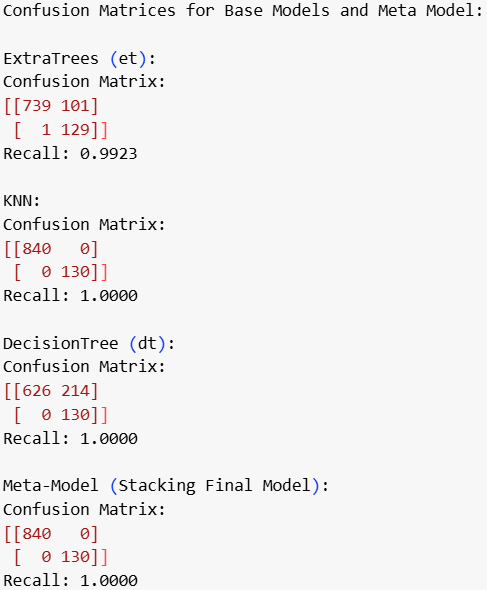 Confusion Matrices for Base Models and Meta Model:
ExtraTrees (et):
Confusion Matrix:
[[739 101]
 [  1 129]]
Recall: 0.9923
KNN:
Confusion Matrix:
[[840   0]
 [  0 130]]
Recall: 1.0000
DecisionTree (dt):
Confusion Matrix:
[[626 214]
 [  0 130]]
Recall: 1.0000
Meta-Model (Stacking Final Model):
Confusion Matrix:
[[840   0]
 [  0 130]]
Recall: 1.0000